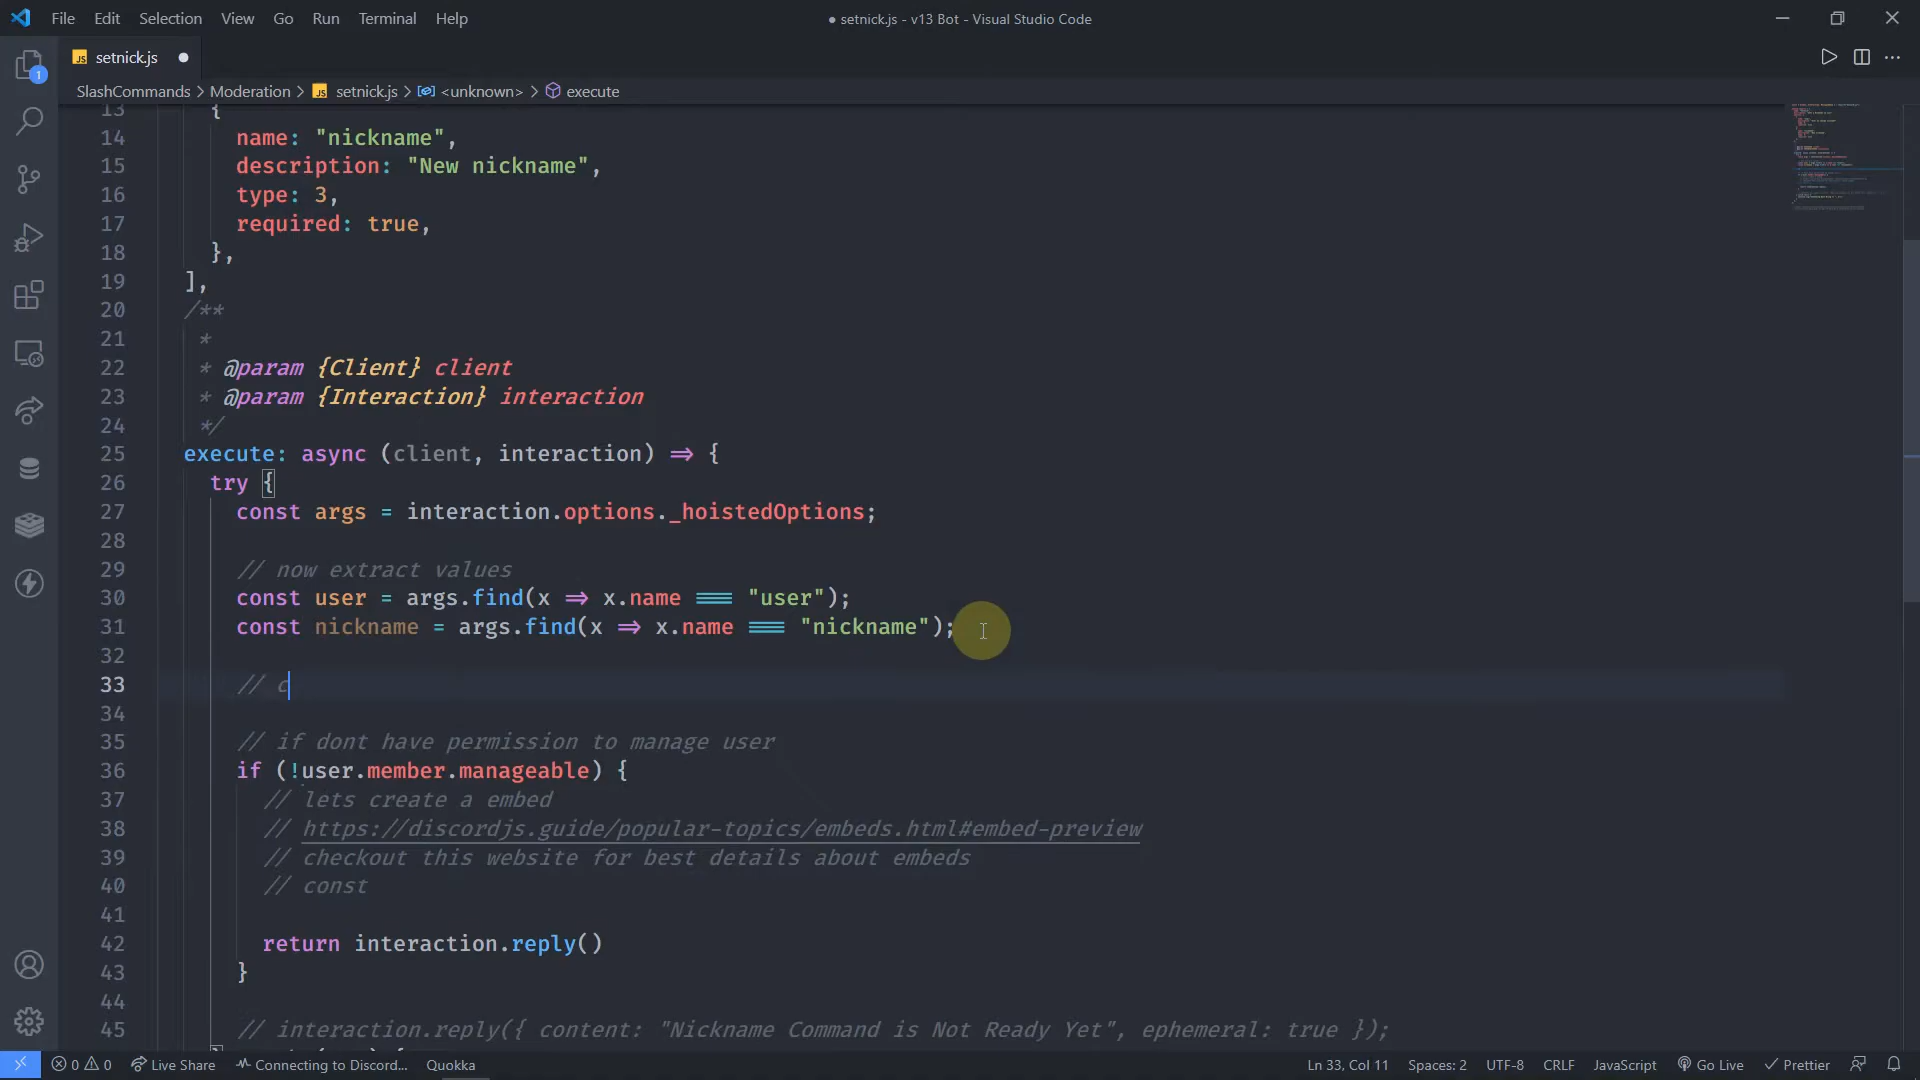 File Edit Selection View Go Run Terminal Help
● setnick.js - v13 Bot - Visual Studio Code
JS setnick.js ●
SlashCommands > Moderation > JS setnick.js > <unknown> > execute
1
13 {
14 name: "nickname",
15 description: "New nickname",
16 type: 3,
17 required: true,
18 },
19 ],
20 /**
21 *
22 * @param {Client} client
23 * @param {Interaction} interaction
24 */
25 execute: async (client, interaction) => {
26 try {
27 const args = interaction.options._hoistedOptions;
28
29 // now extract values
30 const user = args.find(x => x.name === "user");
31 const nickname = args.find(x => x.name === "nickname");
32
33 // c
34
35 // if dont have permission to manage user
36 if (!user.member.manageable) {
37 // lets create a embed
38 // https://discordjs.guide/popular-topics/embeds.html#embed-preview
39 // checkout this website for best details about embeds
40 // const
41
42 return interaction.reply()
43 }
44
45 // interaction.reply({ content: "Nickname Command is Not Ready Yet", ephemeral: true });
0 0 Live Share Connecting to Discord... Quokka Ln 33, Col 11 Spaces: 2 UTF-8 CRLF JavaScript Go Live Prettier